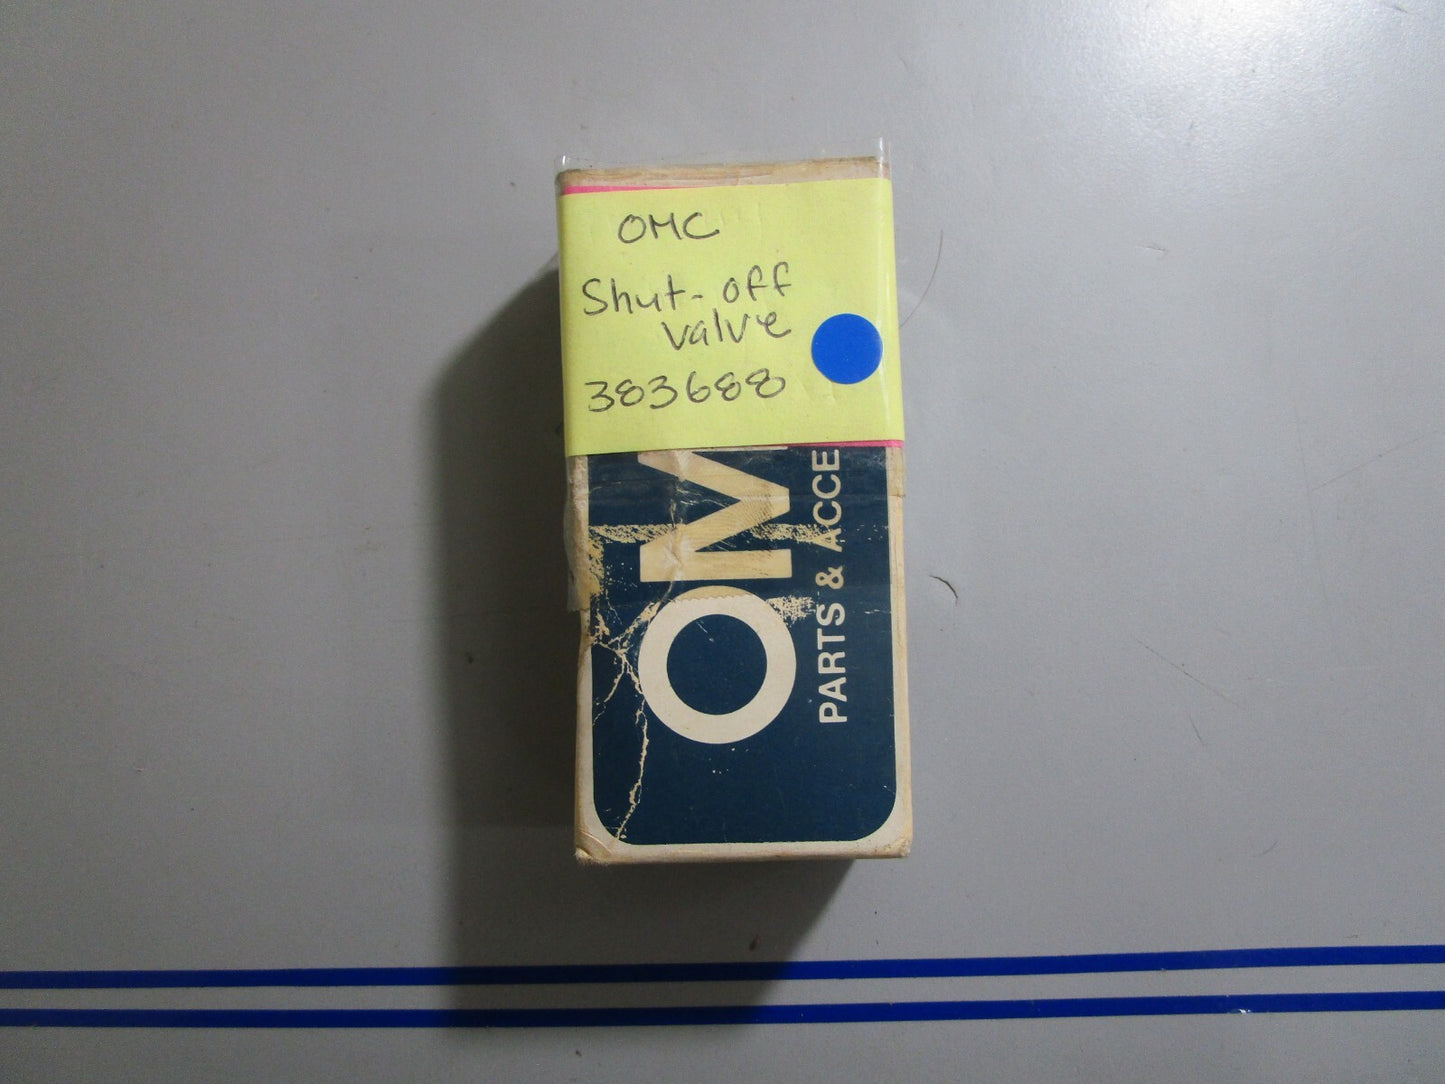 OMC
Shut-off
valve
383688
OM
PARTS & ACCE